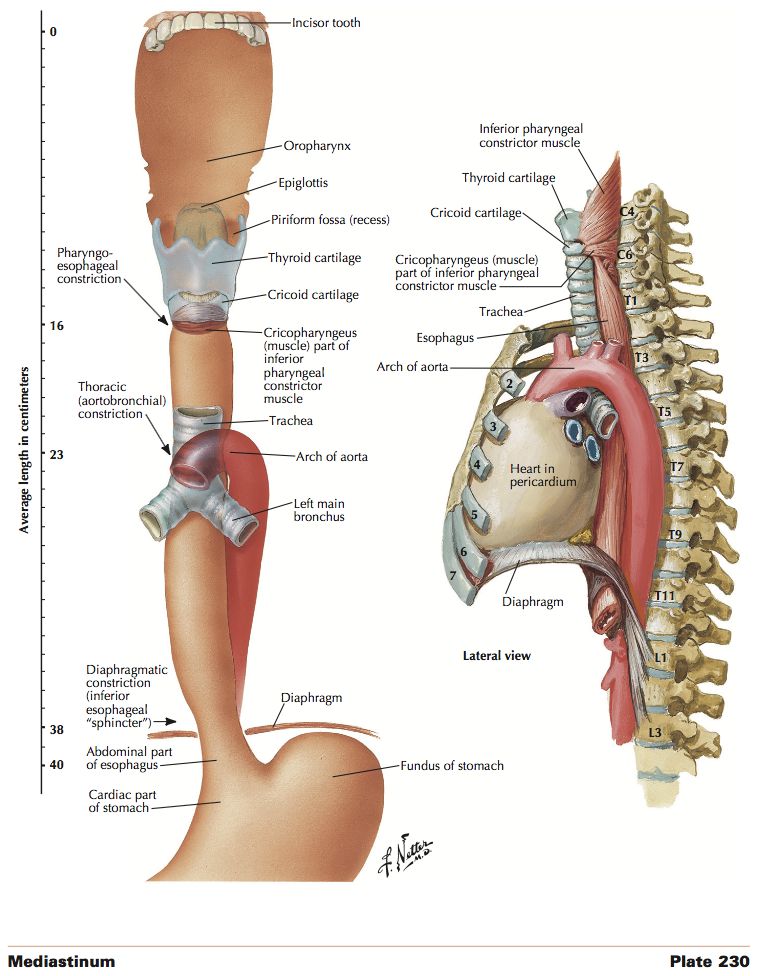 Incisor tooth
0
Oropharynx
Epiglottis
Piriform fossa (recess)
Thyroid cartilage
Pharyngo-
esophageal
constriction
Cricoid cartilage
16
Cricopharyngeus
(muscle) part of
inferior
pharyngeal
constrictor
muscle
Thoracic
(aortobronchial)
constriction
Trachea
Average length in centimeters
23
Arch of aorta
Left main
bronchus
Diaphragmatic
constriction
(inferior
esophageal
“sphincter”)
Diaphragm
38
Abdominal part
of esophagus
40
Fundus of stomach
Cardiac part
of stomach
F. Netter
M.D.
Inferior pharyngeal
constrictor muscle
Thyroid cartilage
Cricoid cartilage
C4
Cricopharyngeus (muscle)
part of inferior pharyngeal
constrictor muscle
C6
Trachea
T1
Esophagus
T3
Arch of aorta
2
T5
3
4
Heart in
pericardium
T7
5
T9
6
7
Diaphragm
T11
Lateral view
L1
L3
Mediastinum
Plate 230